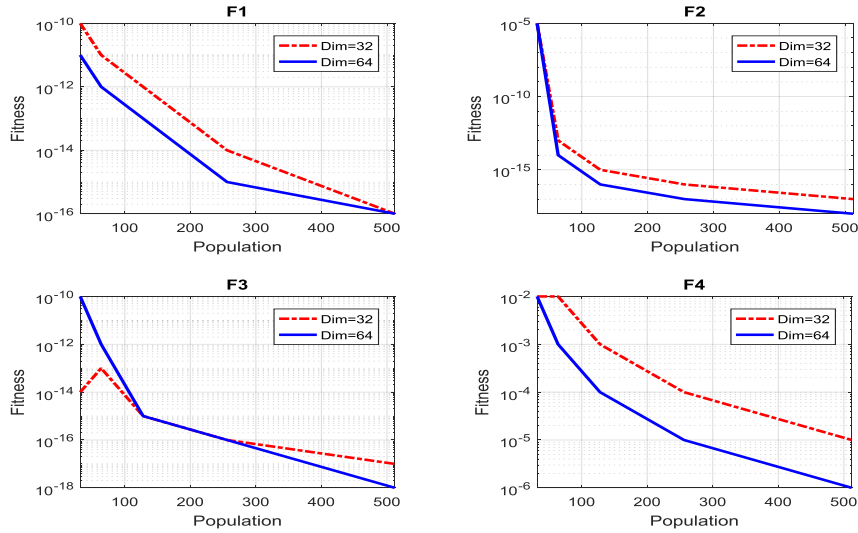 F1
10^-10
10^-12
10^-14
10^-16
Fitness
100
200
300
400
500
Population
Dim=32
Dim=64
F2
10^-5
10^-10
10^-15
Fitness
100
200
300
400
500
Population
Dim=32
Dim=64
F3
10^-10
10^-12
10^-14
10^-16
10^-18
Fitness
100
200
300
400
500
Population
Dim=32
Dim=64
F4
10^-2
10^-3
10^-4
10^-5
10^-6
Fitness
100
200
300
400
500
Population
Dim=32
Dim=64